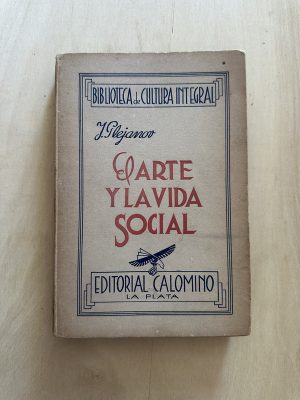 BIBLIOTECA de CULTURA INTEGRAL
J. Plejanov
El ARTE
Y LA VIDA
SOCIAL
EDITORIAL CALOMINO
LA PLATA